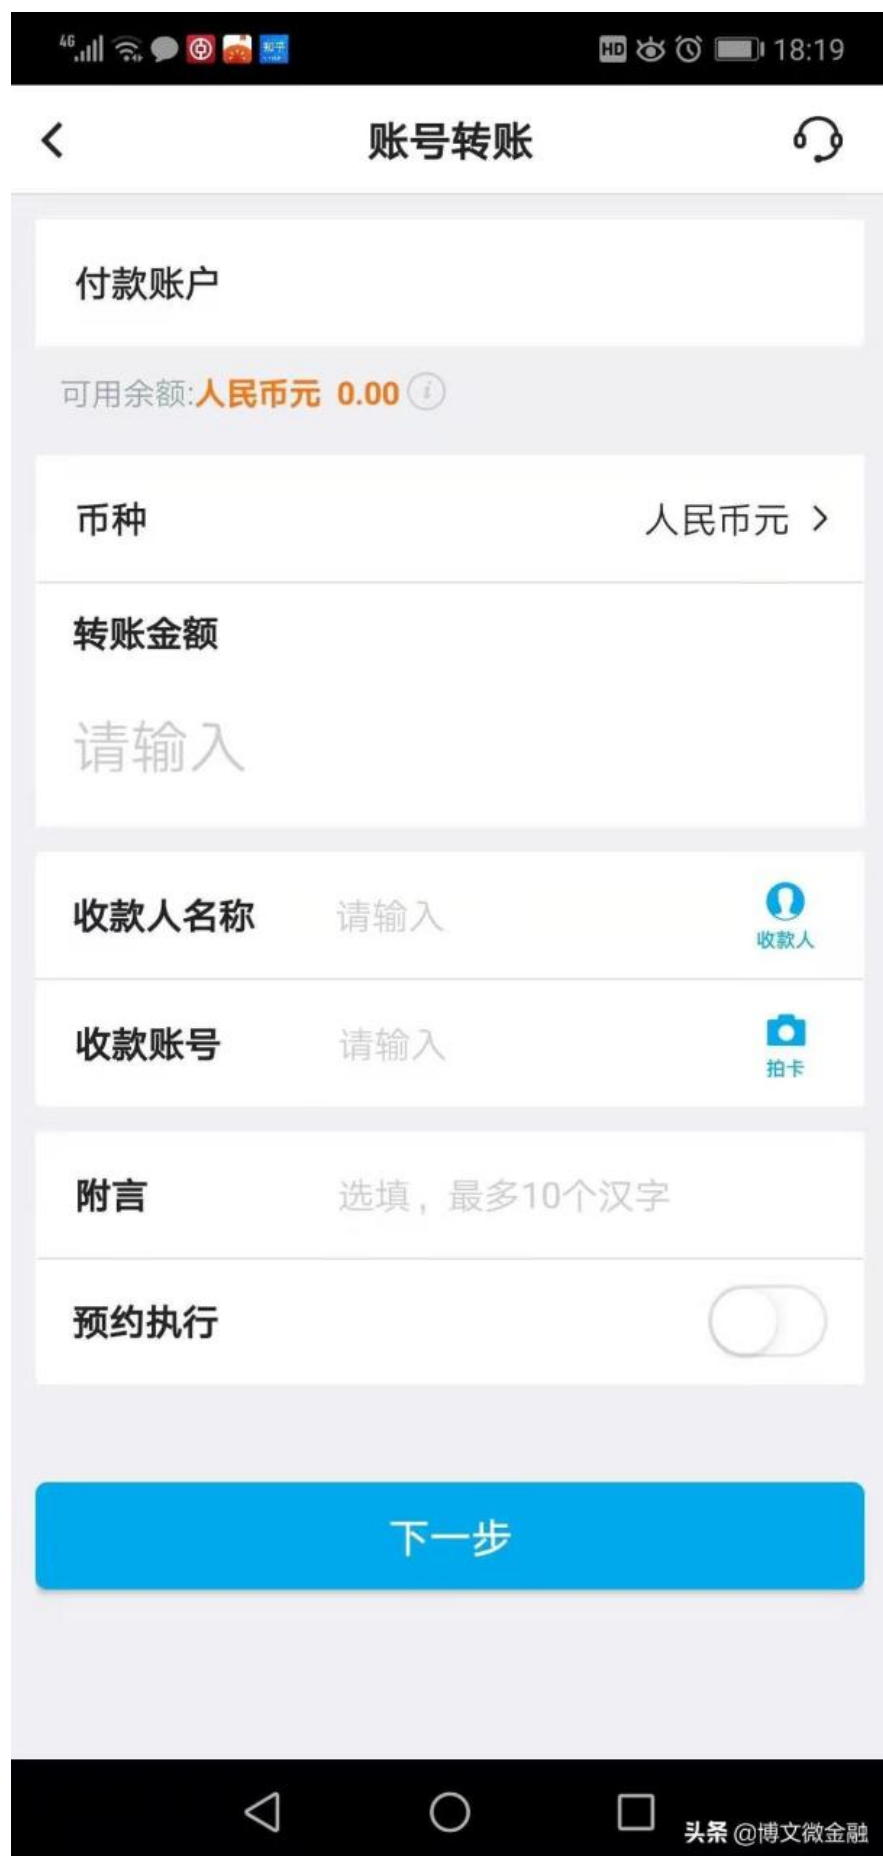 4G HD 18:19
账号转账
付款账户
可用余额:人民币元 0.00
币种 人民币元
转账金额
请输入
收款人名称 请输入 收款人
收款账号 请输入 拍卡
附言 选填，最多10个汉字
预约执行
下一步
头条 @博文微金融